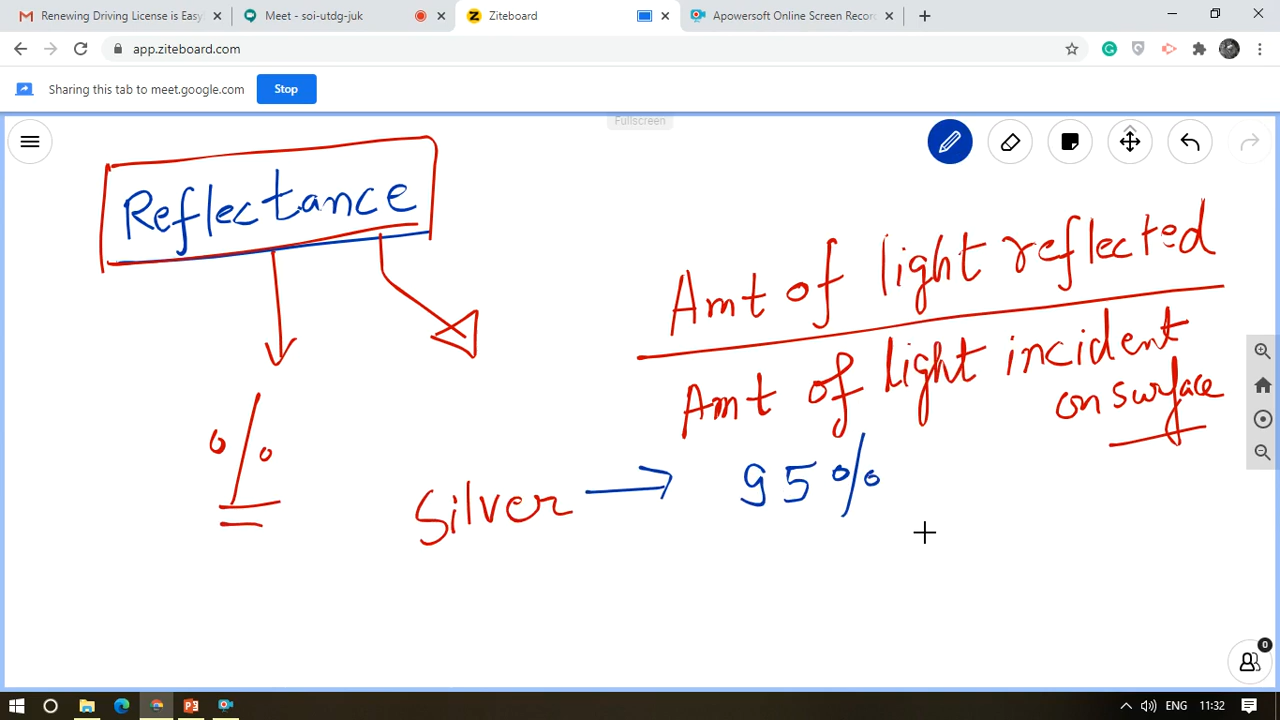 Renewing Driving License is Easy
Meet - soi-utdg-juk
Ziteboard
Apowersoft Online Screen Recor
app.ziteboard.com
Sharing this tab to meet.google.com
Stop
Fullscreen
Reflectance
Amt of light reflected
Amt of light incident
on surface
%
Silver → 95%
0
ENG
11:32